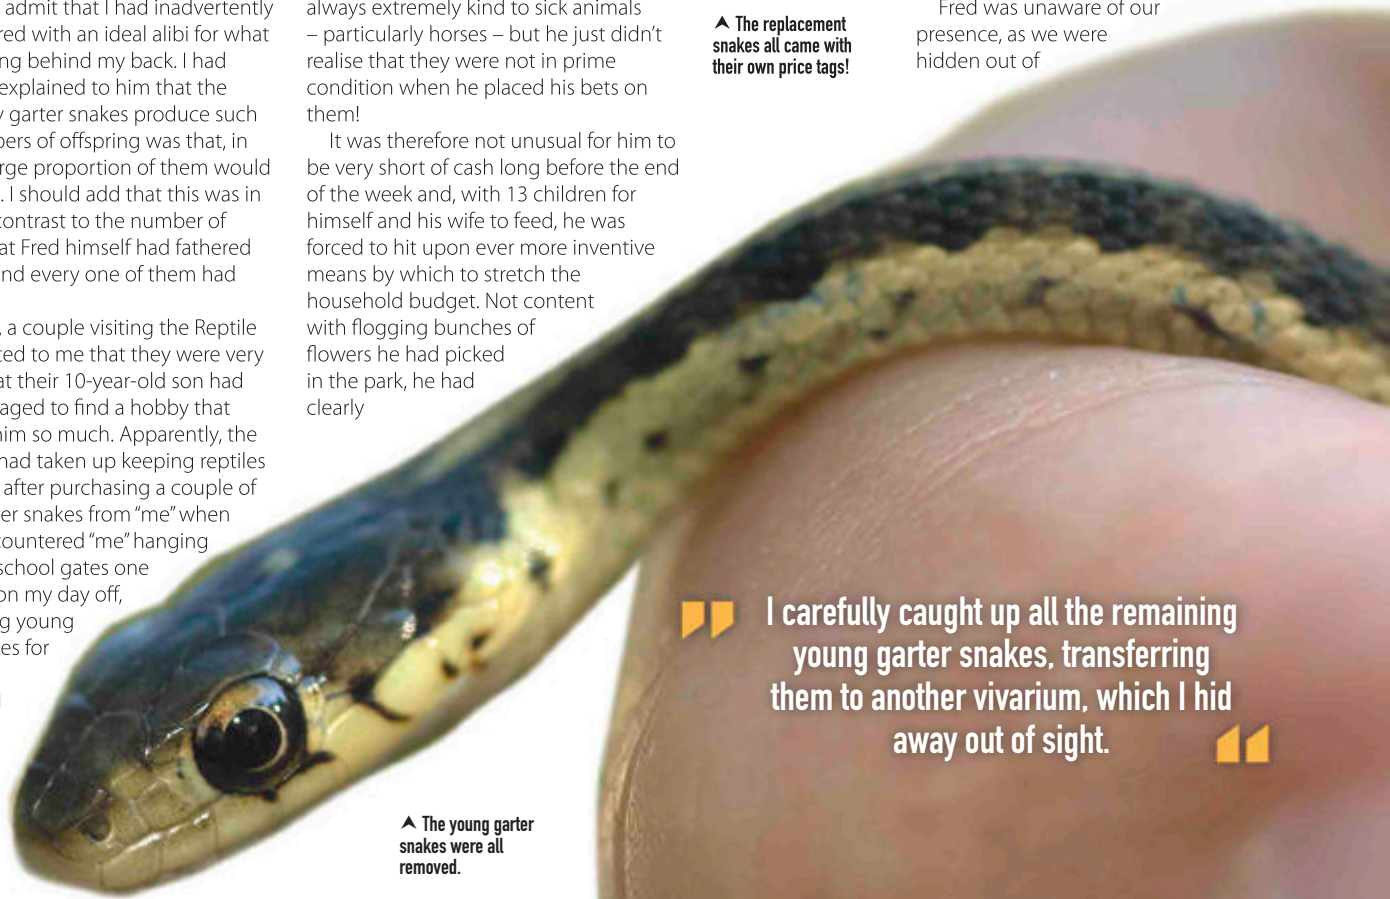 admit that I had inadvertently
red with an ideal alibi for what
ng behind my back. I had
explained to him that the
y garter snakes produce such
bers of offspring was that, in
rge proportion of them would
. I should add that this was in
contrast to the number of
at Fred himself had fathered
nd every one of them had
, a couple visiting the Reptile
ted to me that they were very
at their 10-year-old son had
aged to find a hobby that
him so much. Apparently, the
had taken up keeping reptiles
after purchasing a couple of
er snakes from “me” when
countered “me” hanging
school gates one
on my day off,
g young
es for
always extremely kind to sick animals
– particularly horses – but he just didn’t
realise that they were not in prime
condition when he placed his bets on
them!
It was therefore not unusual for him to
be very short of cash long before the end
of the week and, with 13 children for
himself and his wife to feed, he was
forced to hit upon ever more inventive
means by which to stretch the
household budget. Not content
with flogging bunches of
flowers he had picked
in the park, he had
clearly
The replacement
snakes all came with
their own price tags!
Fred was unaware of our
presence, as we were
hidden out of
I carefully caught up all the remaining
young garter snakes, transferring
them to another vivarium, which I hid
away out of sight.
The young garter
snakes were all
removed.